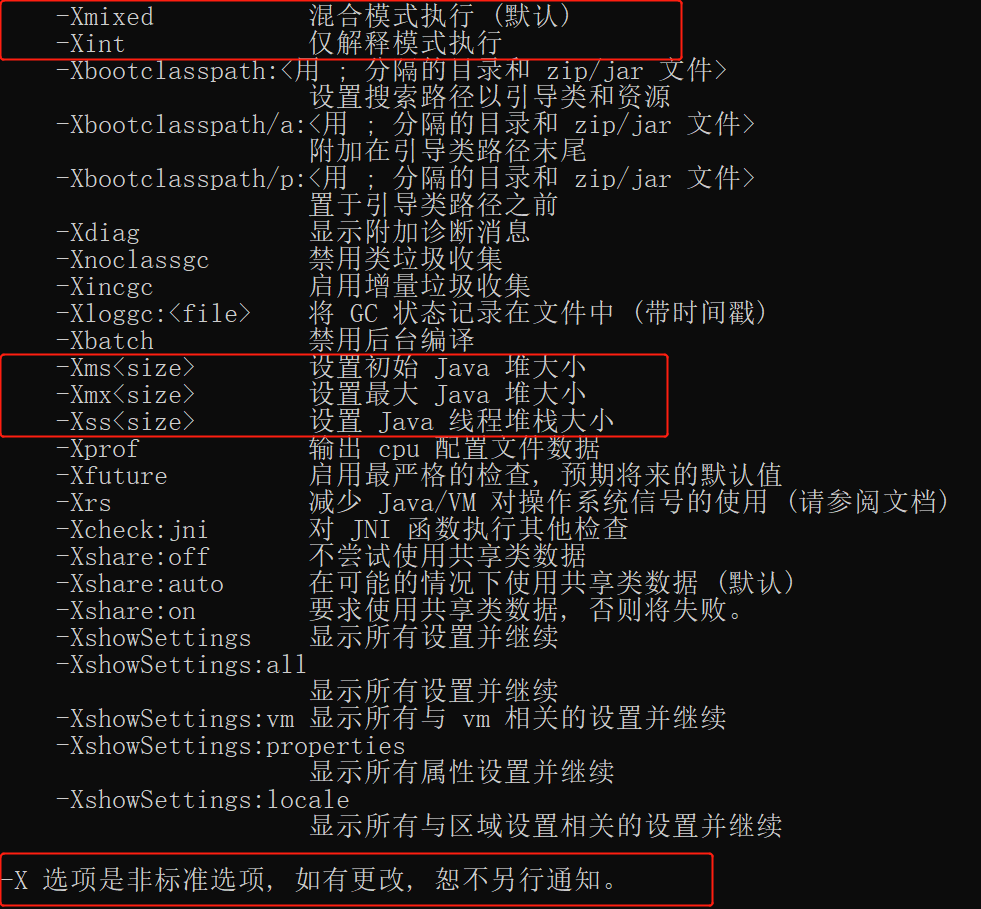 -Xmixed 混合模式执行 (默认)
-Xint 仅解释模式执行
-Xbootclasspath:<用 ; 分隔的目录和 zip/jar 文件>
设置搜索路径以引导类和资源
-Xbootclasspath/a:<用 ; 分隔的目录和 zip/jar 文件>
附加在引导类路径末尾
-Xbootclasspath/p:<用 ; 分隔的目录和 zip/jar 文件>
置于引导类路径之前
-Xdiag 显示附加诊断消息
-Xnoclassgc 禁用类垃圾收集
-Xincgc 启用增量垃圾收集
-Xloggc:<file> 将 GC 状态记录在文件中 (带时间戳)
-Xbatch 禁用后台编译
-Xms<size> 设置初始 Java 堆大小
-Xmx<size> 设置最大 Java 堆大小
-Xss<size> 设置 Java 线程堆栈大小
-Xprof 输出 cpu 配置文件数据
-Xfuture 启用最严格的检查, 预期将来的默认值
-Xrs 减少 Java/VM 对操作系统信号的使用 (请参阅文档)
-Xcheck:jni 对 JNI 函数执行其他检查
-Xshare:off 不尝试使用共享类数据
-Xshare:auto 在可能的情况下使用共享类数据 (默认)
-Xshare:on 要求使用共享类数据, 否则将失败。
-XshowSettings 显示所有设置并继续
-XshowSettings:all
显示所有设置并继续
-XshowSettings:vm 显示所有与 vm 相关的设置并继续
-XshowSettings:properties
显示所有属性设置并继续
-XshowSettings:locale
显示所有与区域设置相关的设置并继续
-X 选项是非标准选项, 如有更改, 恕不另行通知。